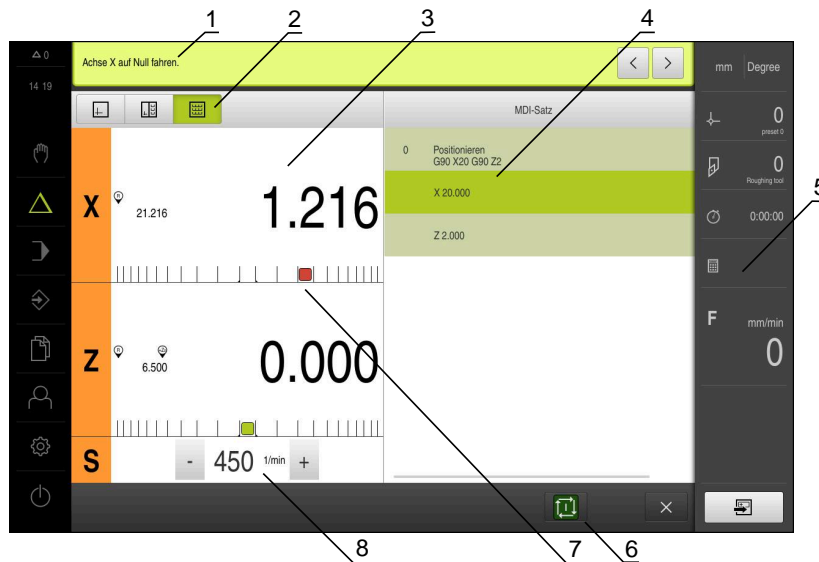 1
2
3
4
0
14 19
Achse X auf Null fahren.
< >
mm Degree
MDI-Satz
0 Positionieren
G90 X20 G90 Z2
X 20.000
Z 2.000
X
R
21.216
1.216
Z
R
6.500
0.000
S
- 450 1/min +
0
preset 0
0
Roughing tool
0:00:00
F mm/min
0
5
6
7
8